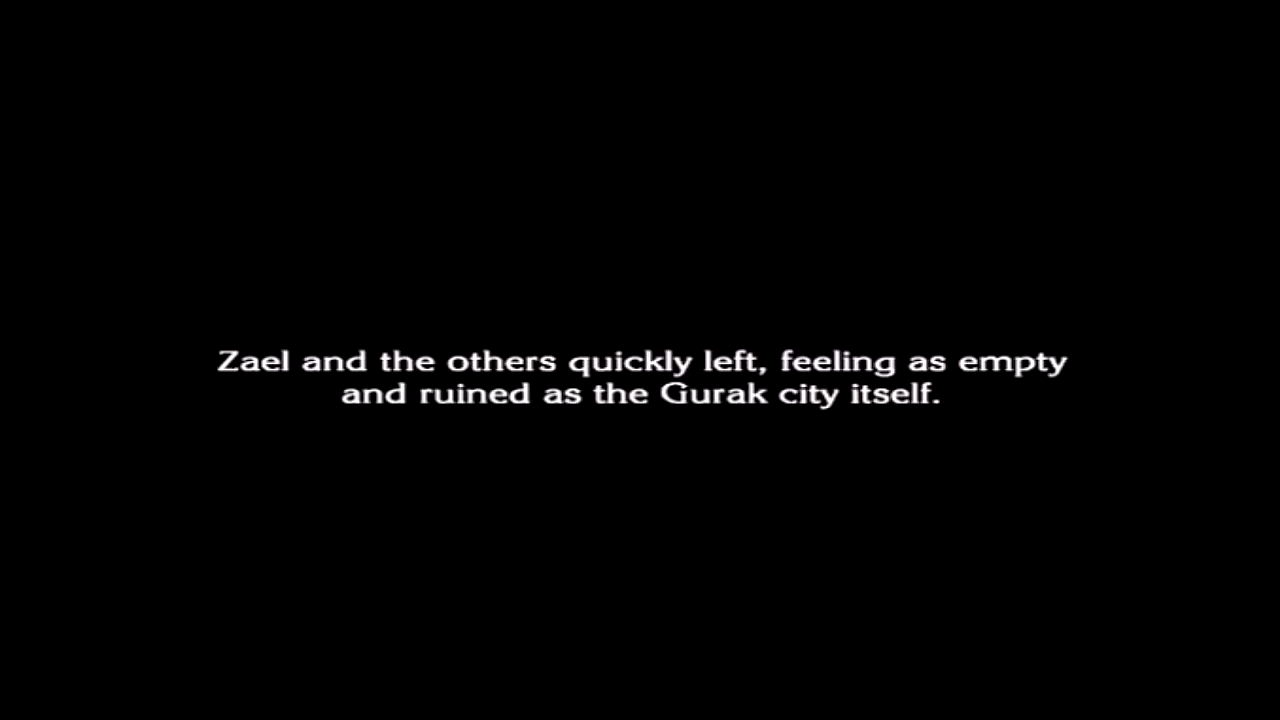 Zael and the others quickly left, feeling as empty
and ruined as the Gurak city itself.